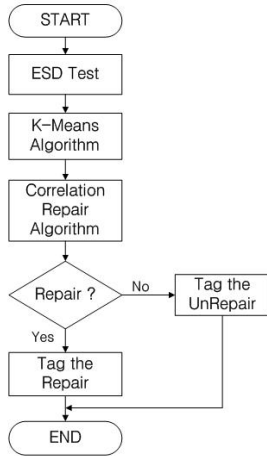 START
ESD Test
K-Means
Algorithm
Correlation
Repair
Algorithm
Repair ?
No
Tag the
UnRepair
Yes
Tag the
Repair
END